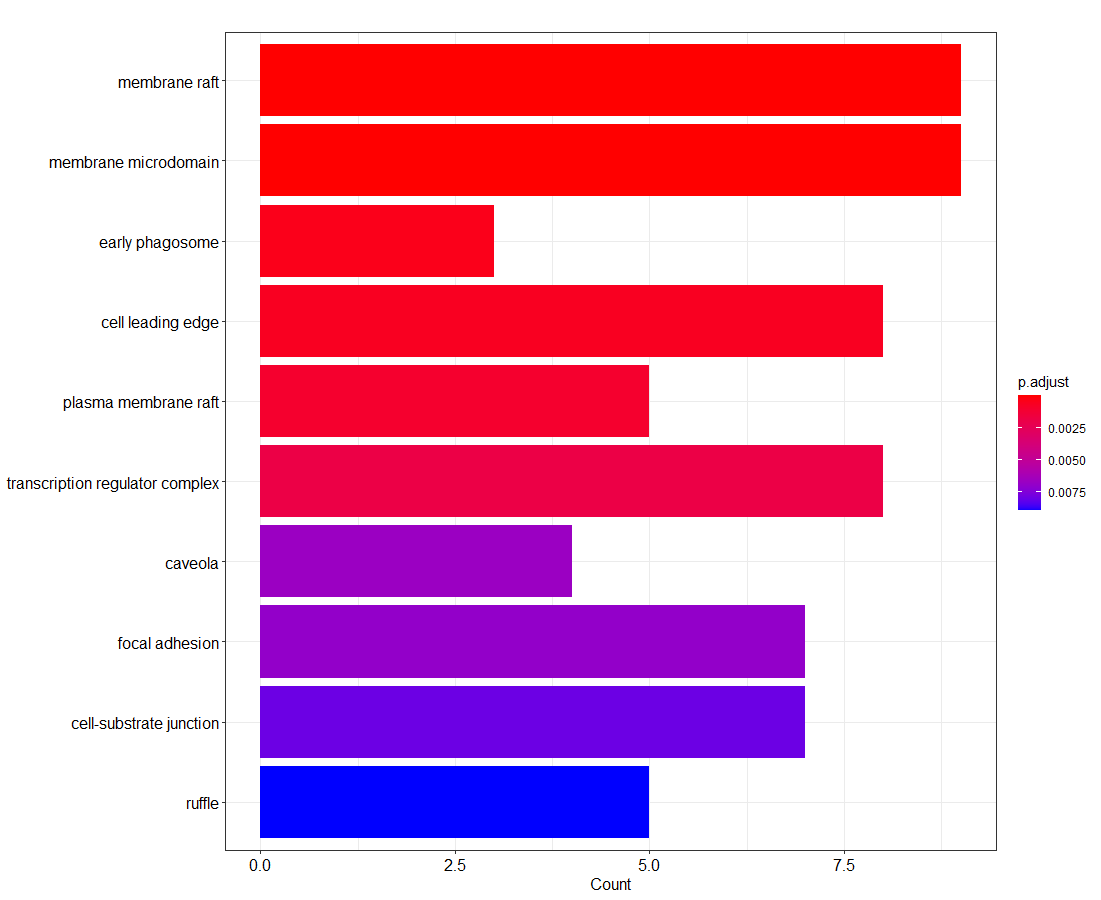 membrane raft
membrane microdomain
early phagosome
cell leading edge
plasma membrane raft
transcription regulator complex
caveola
focal adhesion
cell-substrate junction
ruffle
0.0 2.5 5.0 7.5
Count
p.adjust
0.0025
0.0050
0.0075